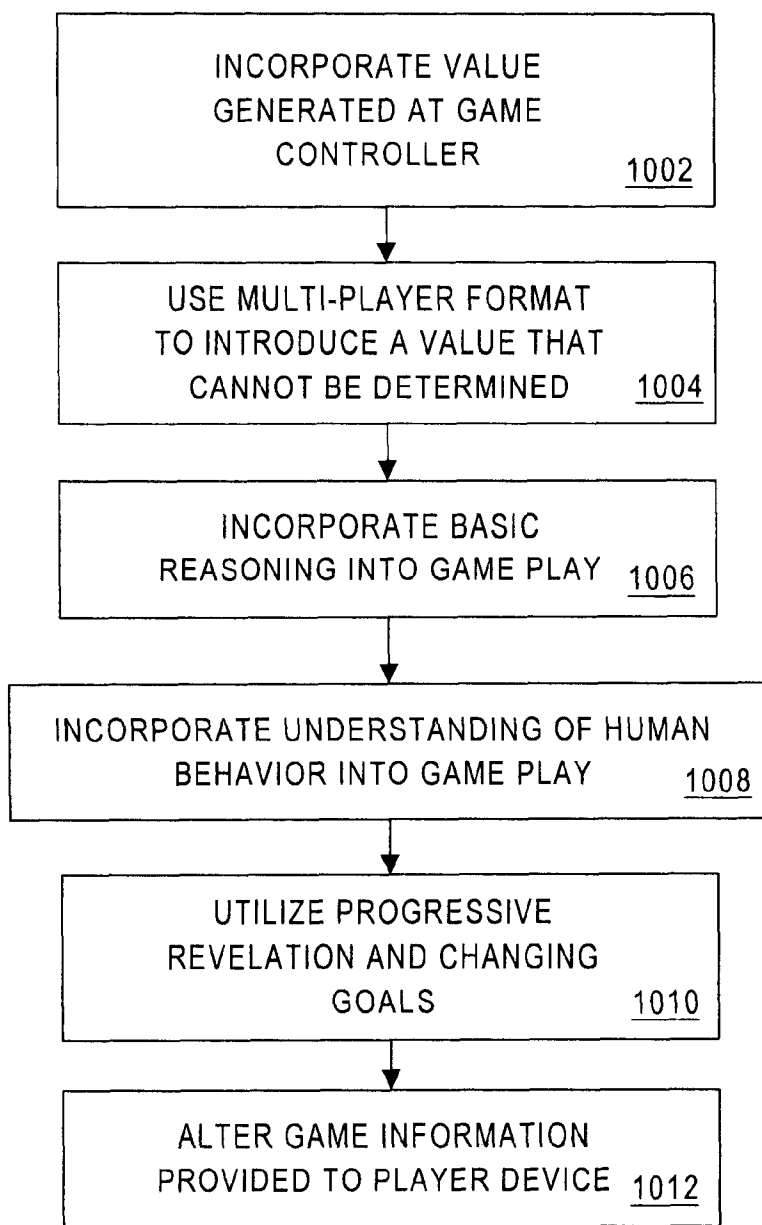 INCORPORATE VALUE
GENERATED AT GAME
CONTROLLER
1002
USE MULTI-PLAYER FORMAT
TO INTRODUCE A VALUE THAT
CANNOT BE DETERMINED
1004
INCORPORATE BASIC
REASONING INTO GAME PLAY
1006
INCORPORATE UNDERSTANDING OF HUMAN
BEHAVIOR INTO GAME PLAY
1008
UTILIZE PROGRESSIVE
REVELATION AND CHANGING
GOALS
1010
ALTER GAME INFORMATION
PROVIDED TO PLAYER DEVICE
1012